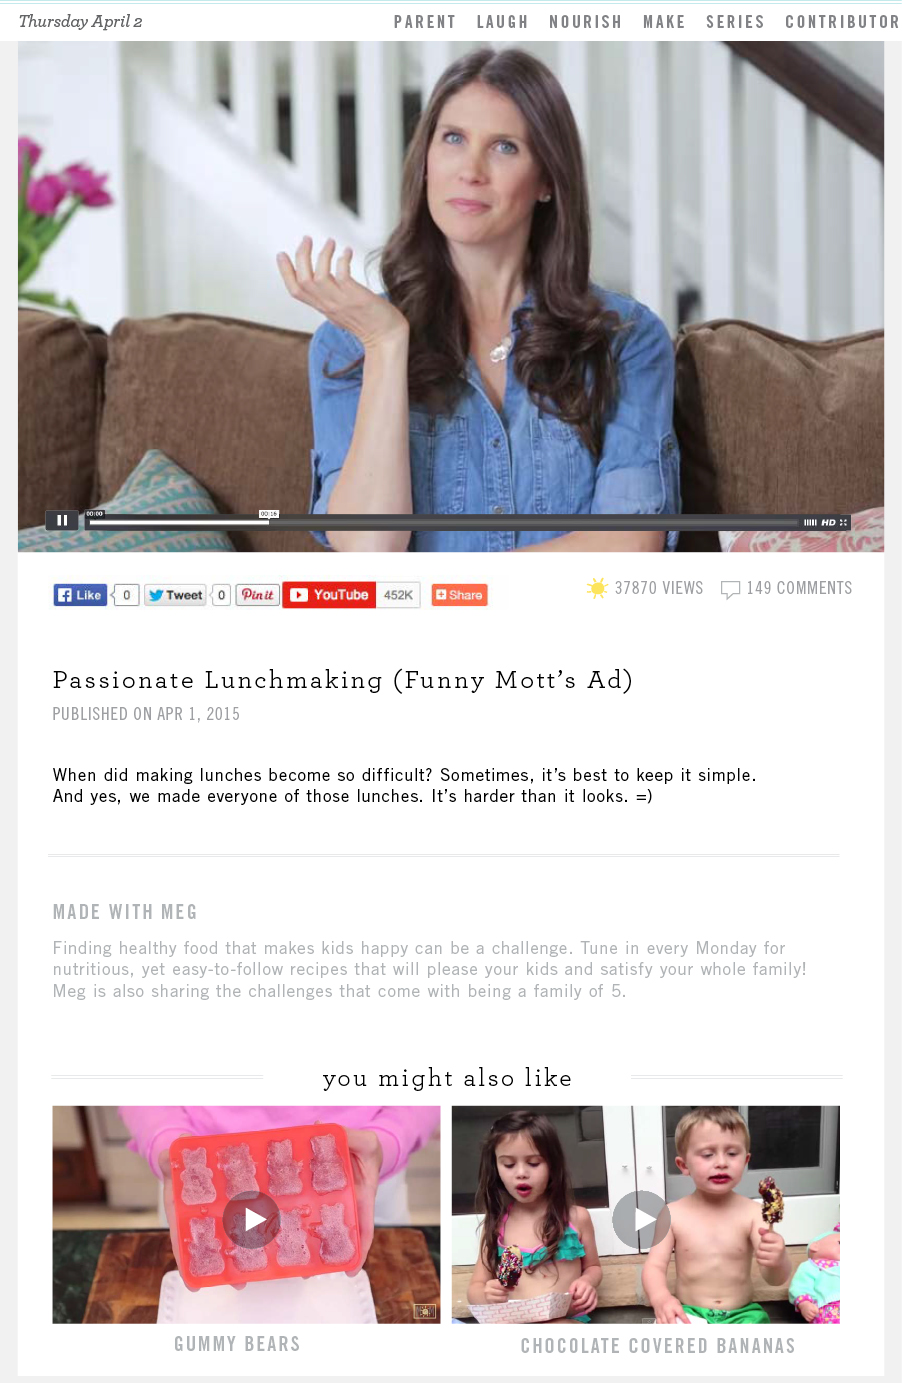 Thursday April 2
PARENT LAUGH NOURISH MAKE SERIES CONTRIBUTOR
00:00 00:15 HD
Like 0 Tweet 0 Pin it YouTube 452K Share
37870 VIEWS 149 COMMENTS
Passionate Lunchmaking (Funny Mott's Ad)
PUBLISHED ON APR 1, 2015
When did making lunches become so difficult? Sometimes, it's best to keep it simple.
And yes, we made everyone of those lunches. It's harder than it looks. =)
MADE WITH MEG
Finding healthy food that makes kids happy can be a challenge. Tune in every Monday for
nutritious, yet easy-to-follow recipes that will please your kids and satisfy your whole family!
Meg is also sharing the challenges that come with being a family of 5.
you might also like
GUMMY BEARS
CHOCOLATE COVERED BANANAS